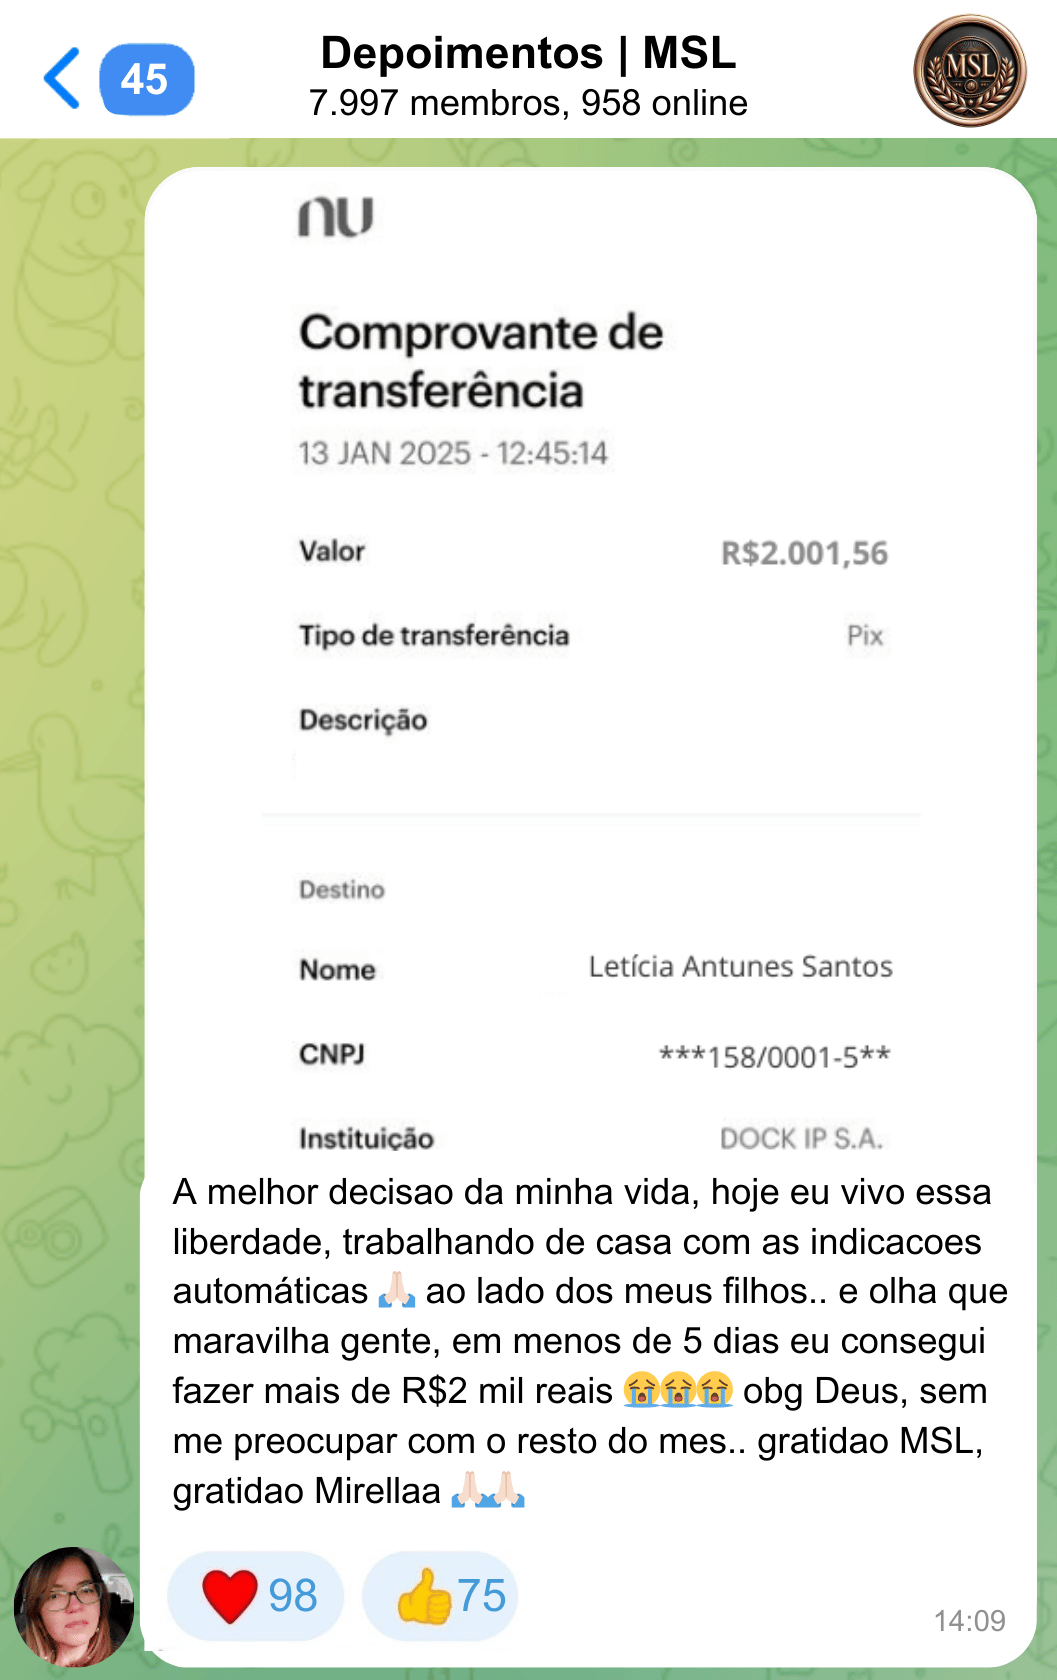 45
Depoimentos | MSL
7.997 membros, 958 online
MSL
nu
Comprovante de
transferência
13 JAN 2025 - 12:45:14
Valor R$2.001,56
Tipo de transferência Pix
Descrição
Destino
Nome Letícia Antunes Santos
CNPJ ***158/0001-5**
Instituição DOCK IP S.A.
A melhor decisao da minha vida, hoje eu vivo essa
liberdade, trabalhando de casa com as indicacoes
automáticas 🙏🏻 ao lado dos meus filhos.. e olha que
maravilha gente, em menos de 5 dias eu consegui
fazer mais de R$2 mil reais 😭😭😭 obg Deus, sem
me preocupar com o resto do mes.. gratidao MSL,
gratidao Mirellaa 🙏🏻🙏🏻
❤️ 98 👍 75
14:09